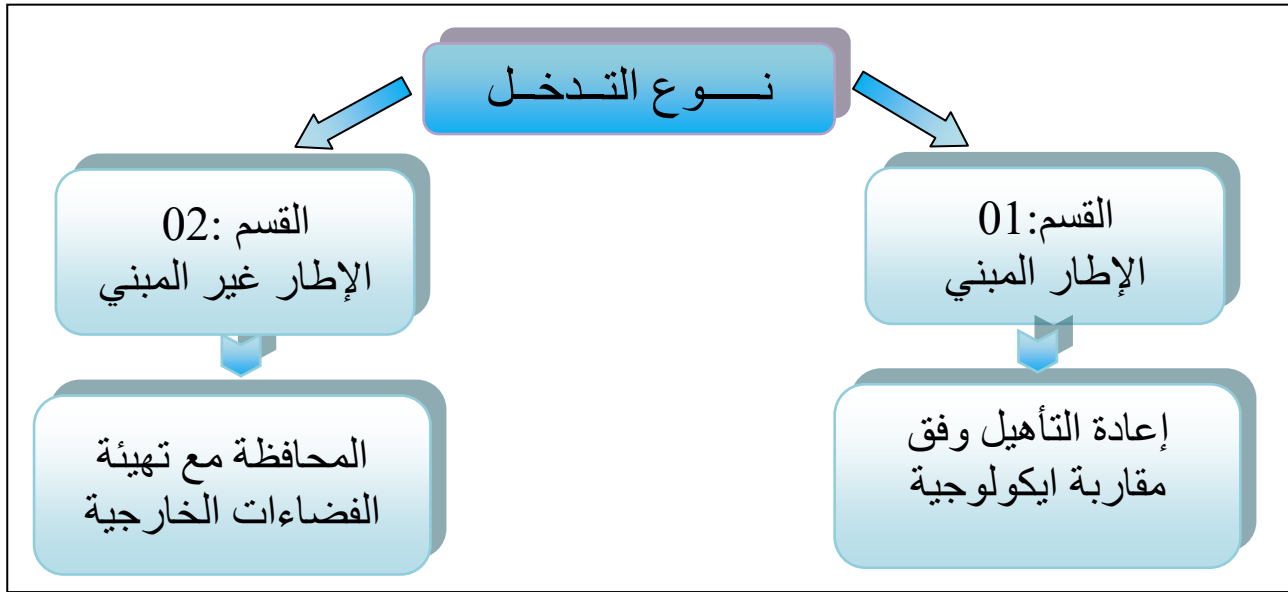 نـــــوع التــدخــل
القسم:01
الإطار المبني
القسم :02
الإطار غير المبني
إعادة التأهيل وفق
مقاربة ايكولوجية
المحافظة مع تهيئة
الفضاءات الخارجية